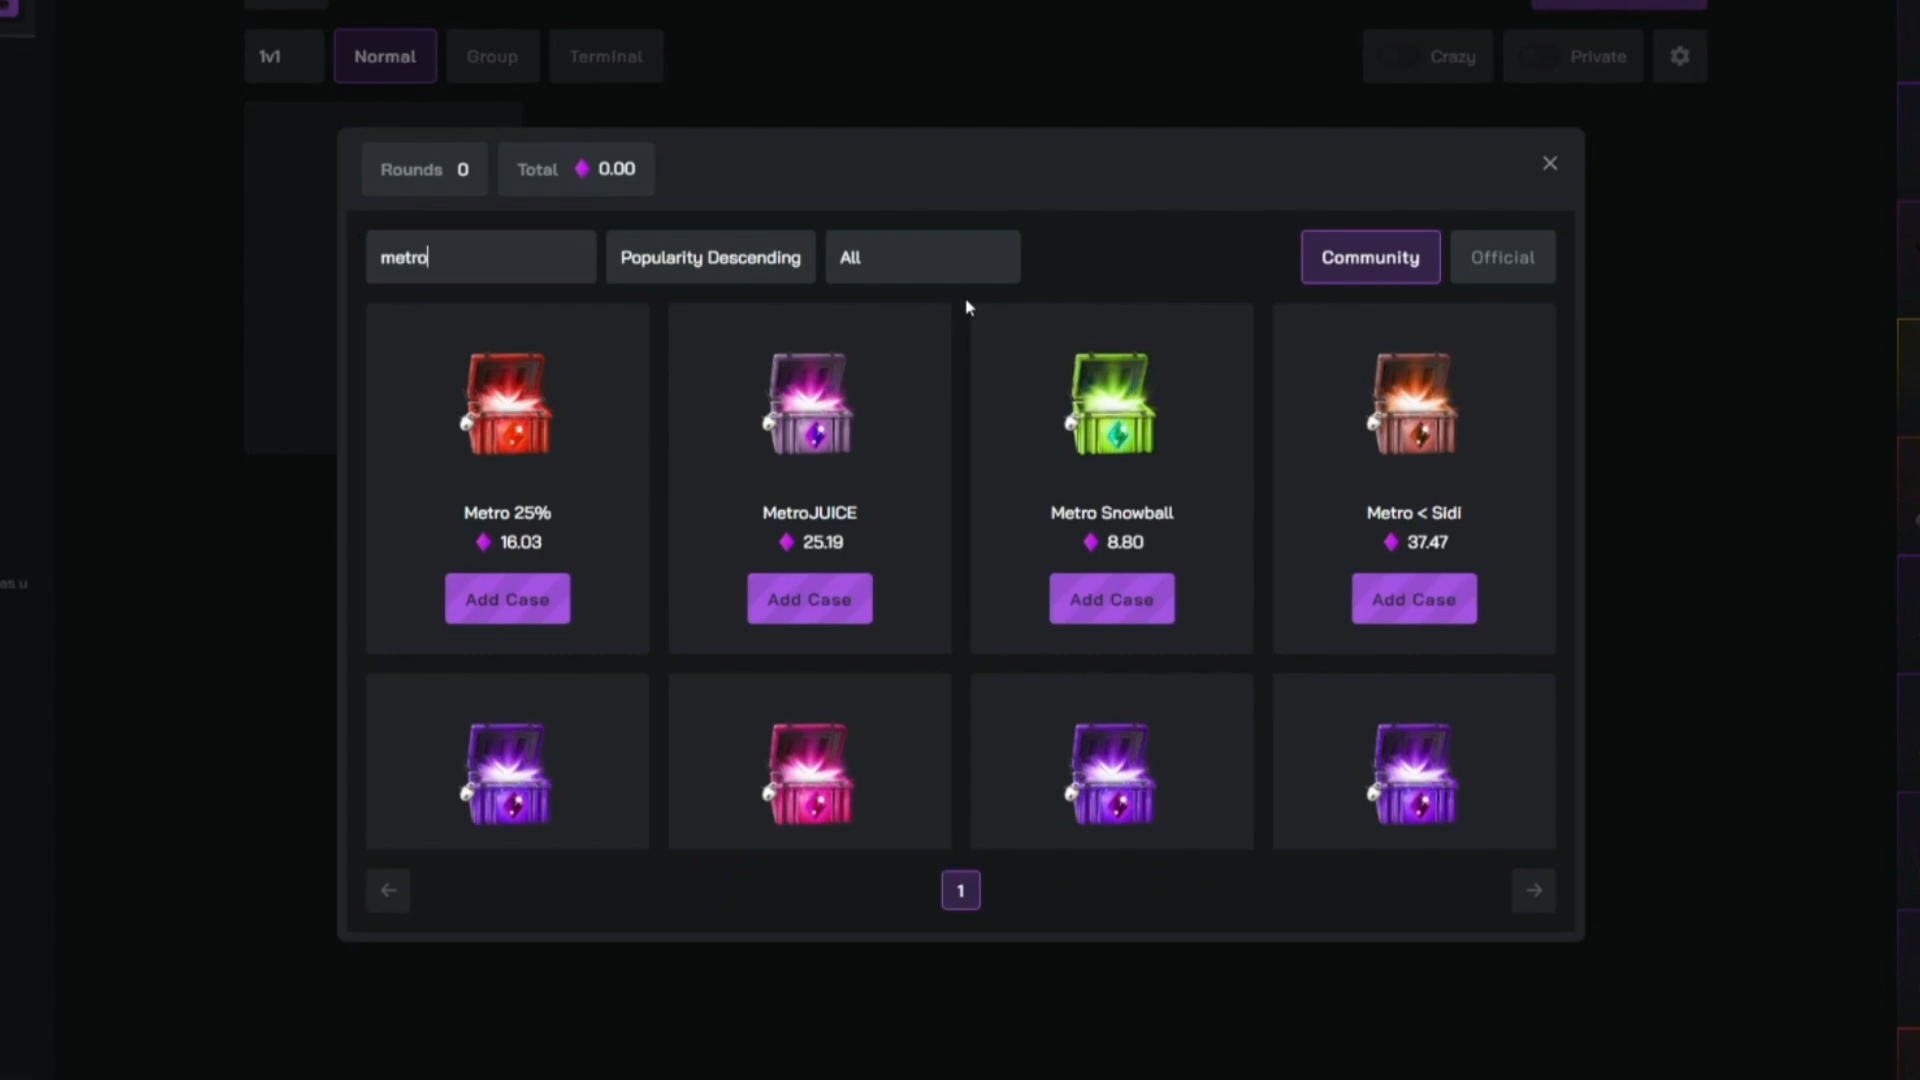 1v1
Normal
Group
Terminal
Crazy
Private
Rounds 0
Total 0.00
metro
Popularity Descending
All
Community
Official
Metro 25%
16.03
Add Case
MetroJUICE
25.19
Add Case
Metro Snowball
8.80
Add Case
Metro < Sidi
37.47
Add Case
as u
1